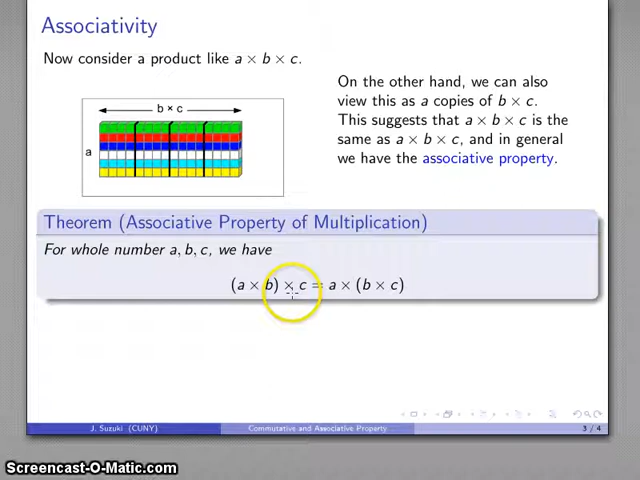 Associativity
Now consider a product like a × b × c.
b × c
a
On the other hand, we can also
view this as a copies of b × c.
This suggests that a × b × c is the
same as a × b × c, and in general
we have the associative property.
Theorem (Associative Property of Multiplication)
For whole number a, b, c, we have
(a × b) × c = a × (b × c)
J. Suzuki (CUNY)
Commutative and Associative Property
3 / 4
Screencast-O-Matic.com